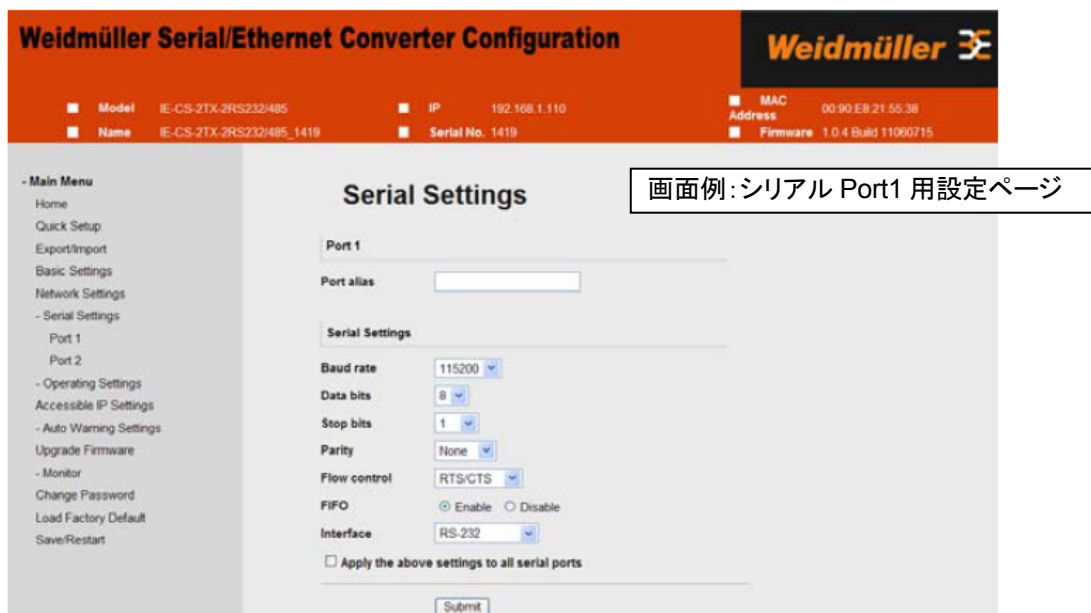 Weidmüller Serial/Ethernet Converter Configuration
Weidmüller
Model IE-CS-2TX-2RS232/485
IP 192.168.1.110
MAC Address 00:90:E8:21:55:38
Name IE-CS-2TX-2RS232/485_1419
Serial No. 1419
Firmware 1.0.4 Build 11060715
画面例：シリアル Port1 用設定ページ
- Main Menu
Home
Quick Setup
Export/Import
Basic Settings
Network Settings
- Serial Settings
Port 1
Port 2
- Operating Settings
Accessible IP Settings
- Auto Warning Settings
Upgrade Firmware
- Monitor
Change Password
Load Factory Default
Save/Restart
Serial Settings
Port 1
Port alias
Serial Settings
Baud rate 115200
Data bits 8
Stop bits 1
Parity None
Flow control RTS/CTS
FIFO Enable Disable
Interface RS-232
Apply the above settings to all serial ports
Submit